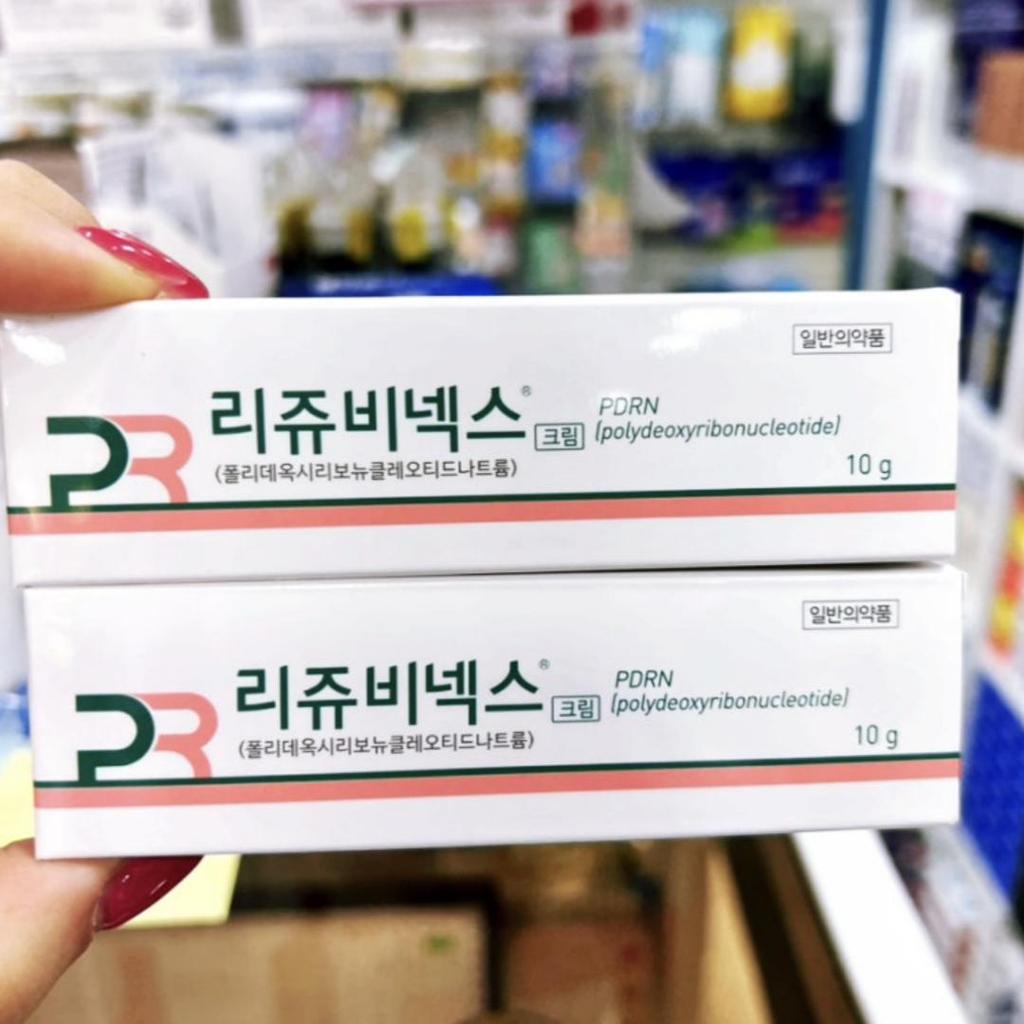 일반의약품
PR
리쥬비넥스®
크림
PDRN
(polydeoxyribonucleotide)
(폴리데옥시리보뉴클레오티드나트륨)
10 g
일반의약품
PR
리쥬비넥스®
크림
PDRN
(polydeoxyribonucleotide)
(폴리데옥시리보뉴클레오티드나트륨)
10 g